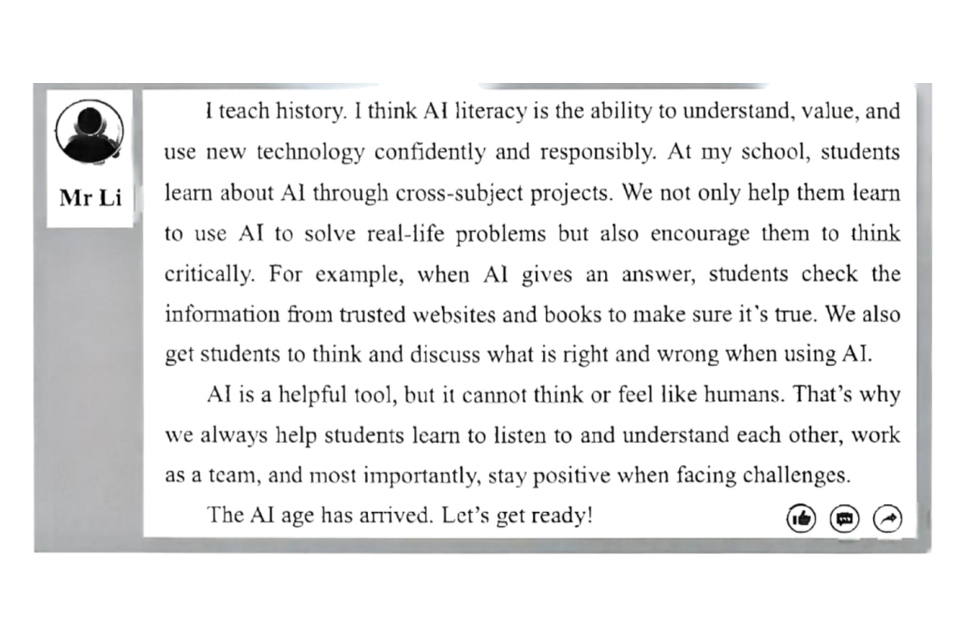 Mr Li
I teach history. I think AI literacy is the ability to understand, value, and
use new technology confidently and responsibly. At my school, students
learn about AI through cross-subject projects. We not only help them learn
to use AI to solve real-life problems but also encourage them to think
critically. For example, when AI gives an answer, students check the
information from trusted websites and books to make sure it's true. We also
get students to think and discuss what is right and wrong when using AI.
AI is a helpful tool, but it cannot think or feel like humans. That's why
we always help students learn to listen to and understand each other, work
as a team, and most importantly, stay positive when facing challenges.
The AI age has arrived. Let's get ready!